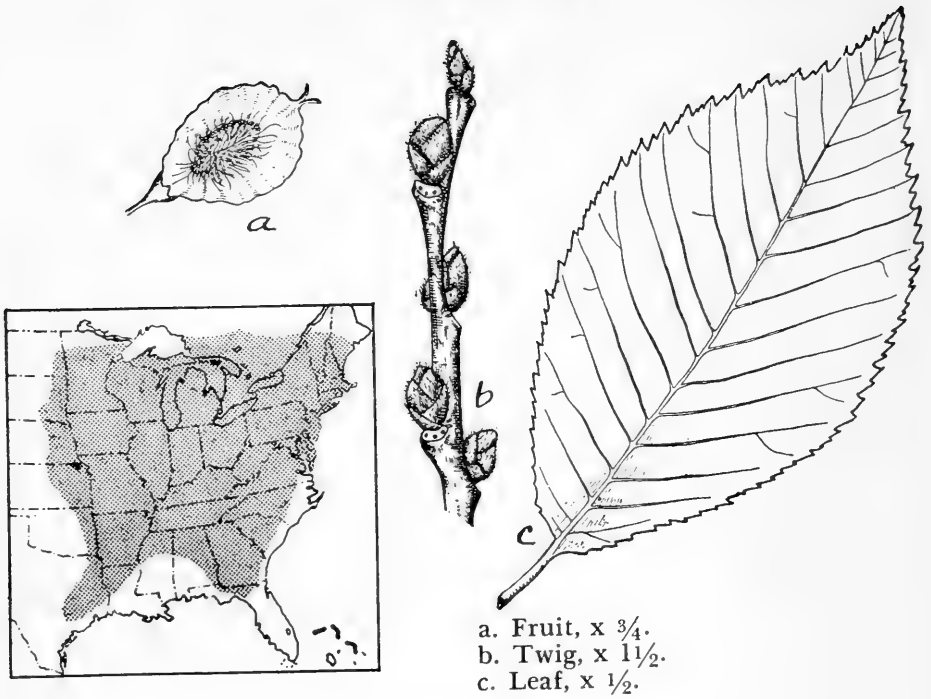 a
b
c
a. Fruit, x 3/4.
b. Twig, x 1 1/2.
c. Leaf, x 1/2.